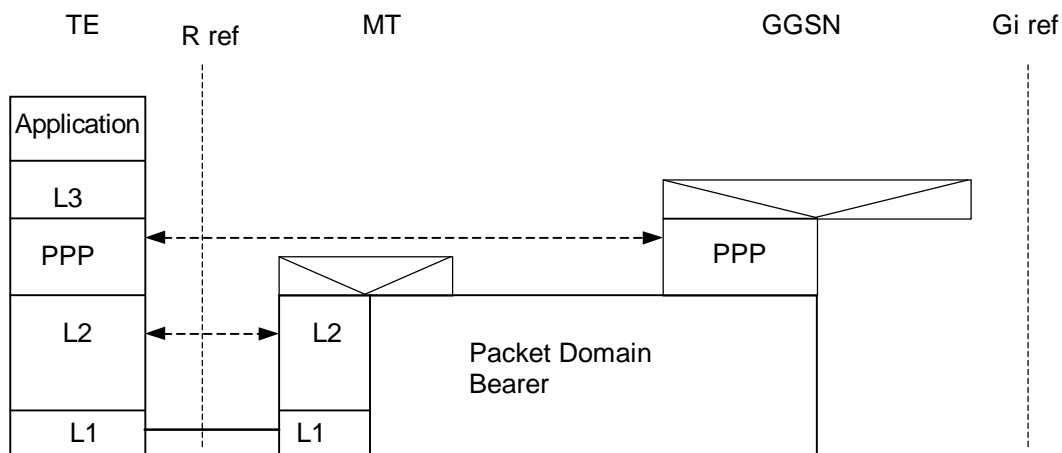 TE
R ref
MT
GGSN
Gi ref
Application
L3
PPP
PPP
L2
L2
Packet Domain
Bearer
L1
L1